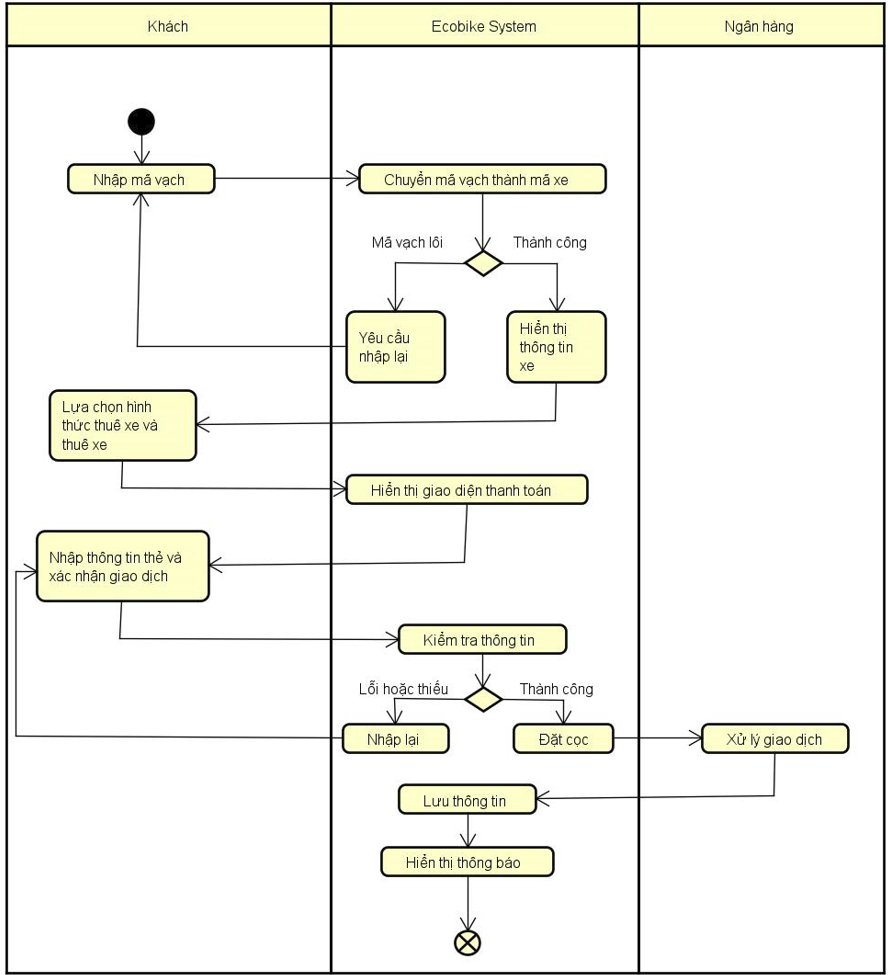 Khách
Ecobike System
Ngân hàng
Nhập mã vạch
Chuyển mã vạch thành mã xe
Mã vạch lỗi
Thành công
Yêu cầu
nhập lại
Hiển thị
thông tin
xe
Lựa chọn hình
thức thuê xe và
thuê xe
Hiển thị giao diện thanh toán
Nhập thông tin thẻ và
xác nhận giao dịch
Kiểm tra thông tin
Lỗi hoặc thiếu
Thành công
Nhập lại
Đặt cọc
Xử lý giao dịch
Lưu thông tin
Hiển thị thông báo